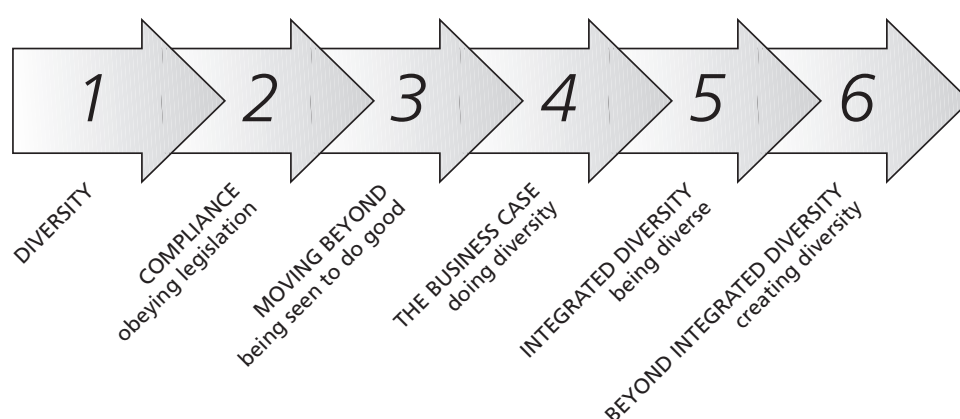 1
2
3
4
5
6
DIVERSITY
COMPLIANCE
obeying legislation
MOVING BEYOND
being seen to do good
THE BUSINESS CASE
doing diversity
INTEGRATED DIVERSITY
being diverse
BEYOND INTEGRATED DIVERSITY
creating diversity